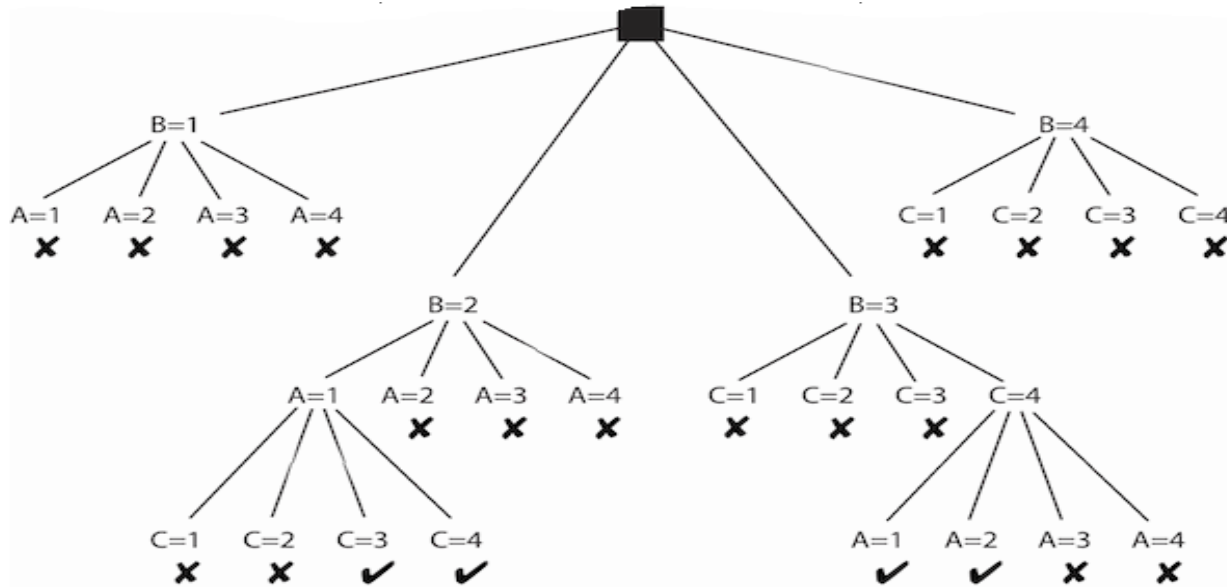 B=1 B=4
A=1 A=2 A=3 A=4 C=1 C=2 C=3 C=4
B=2 B=3
A=1 A=2 A=3 A=4 C=1 C=2 C=3 C=4
C=1 C=2 C=3 C=4 A=1 A=2 A=3 A=4